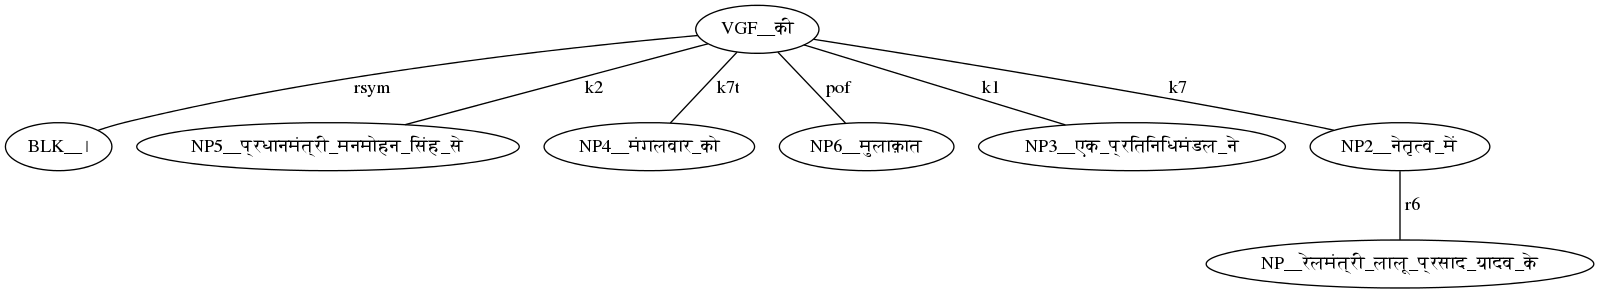 VGF__की
rsym k2 k7t pof k1 k7
BLK__। NP5__प्रधानमंत्री_मनमोहन_सिंह_से NP4__मंगलवार_को NP6__मुलाक़ात NP3__एक_प्रतिनिधिमंडल_ने NP2__नेतृत्व_में
r6
NP__रेलमंत्री_लालू_प्रसाद_यादव_के